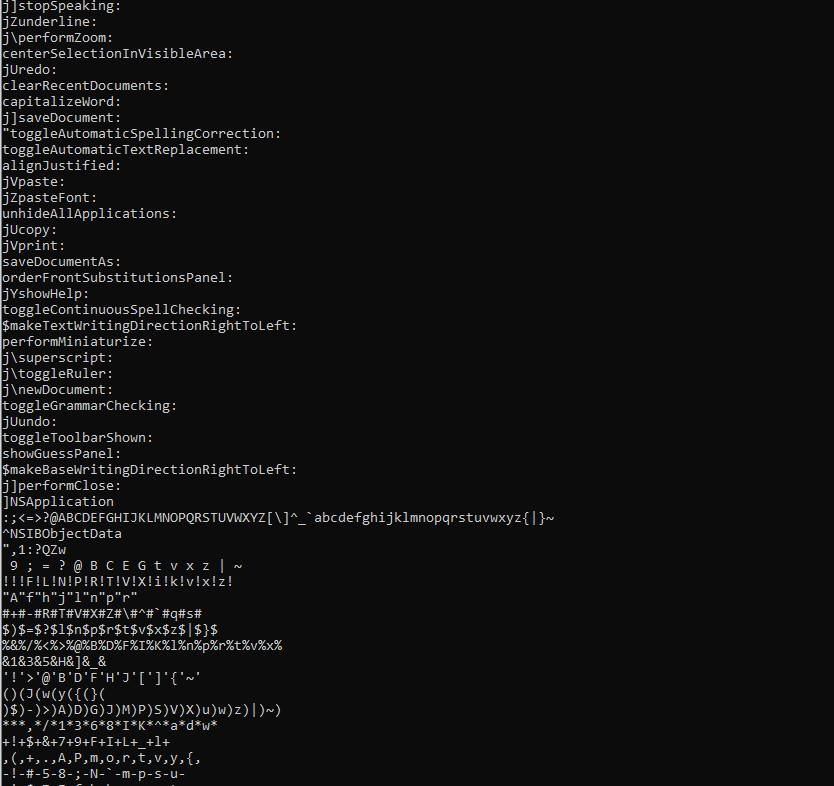 j]stopSpeaking:
jZunderline:
j\performZoom:
centerSelectionInVisibleArea:
jUredo:
clearRecentDocuments:
capitalizeWord:
j]saveDocument:
"toggleAutomaticSpellingCorrection:
toggleAutomaticTextReplacement:
alignJustified:
jVpaste:
jZpasteFont:
unhideAllApplications:
jUcopy:
jVprint:
saveDocumentAs:
orderFrontSubstitutionsPanel:
jYshowHelp:
toggleContinuousSpellChecking:
$makeTextWritingDirectionRightToLeft:
performMiniaturize:
j\superscript:
j\toggleRuler:
j\newDocument:
toggleGrammarChecking:
jUundo:
toggleToolbarShown:
showGuessPanel:
$makeBaseWritingDirectionRightToLeft:
j]performClose:
]NSApplication
:;<=>?@ABCDEFGHIJKLMNOPQRSTUVWXYZ[\]^_`abcdefghijklmnopqrstuvwxyz{|}~
^NSIBObjectData
",1:?QZw
 9 ; = ? @ B C E G t v x z | ~
!!!F!L!N!P!R!T!V!X!i!k!v!x!z!
"A"f"h"j"l"n"p"r"
#+#-#R#T#V#X#Z#\#^#`#q#s#
$)$=$?$l$n$p$r$t$v$x$z$|$}$
%&%/%<%>%@%B%D%F%I%K%l%n%p%r%t%v%x%
&1&3&5&H&]&_&
'!'>'@'B'D'F'H'J'[']'{'~'
()(J(w(y({(}(
)$)-)>)A)D)G)J)M)P)S)V)X)u)w)z)|)~)
***,*/*1*3*6*8*I*K*^*a*d*w*
+!+$+&+7+9+F+I+L+_+l+
,(,+,.,A,P,m,o,r,t,v,y,{,
-!-#-5-8-;-N-`-m-p-s-u-